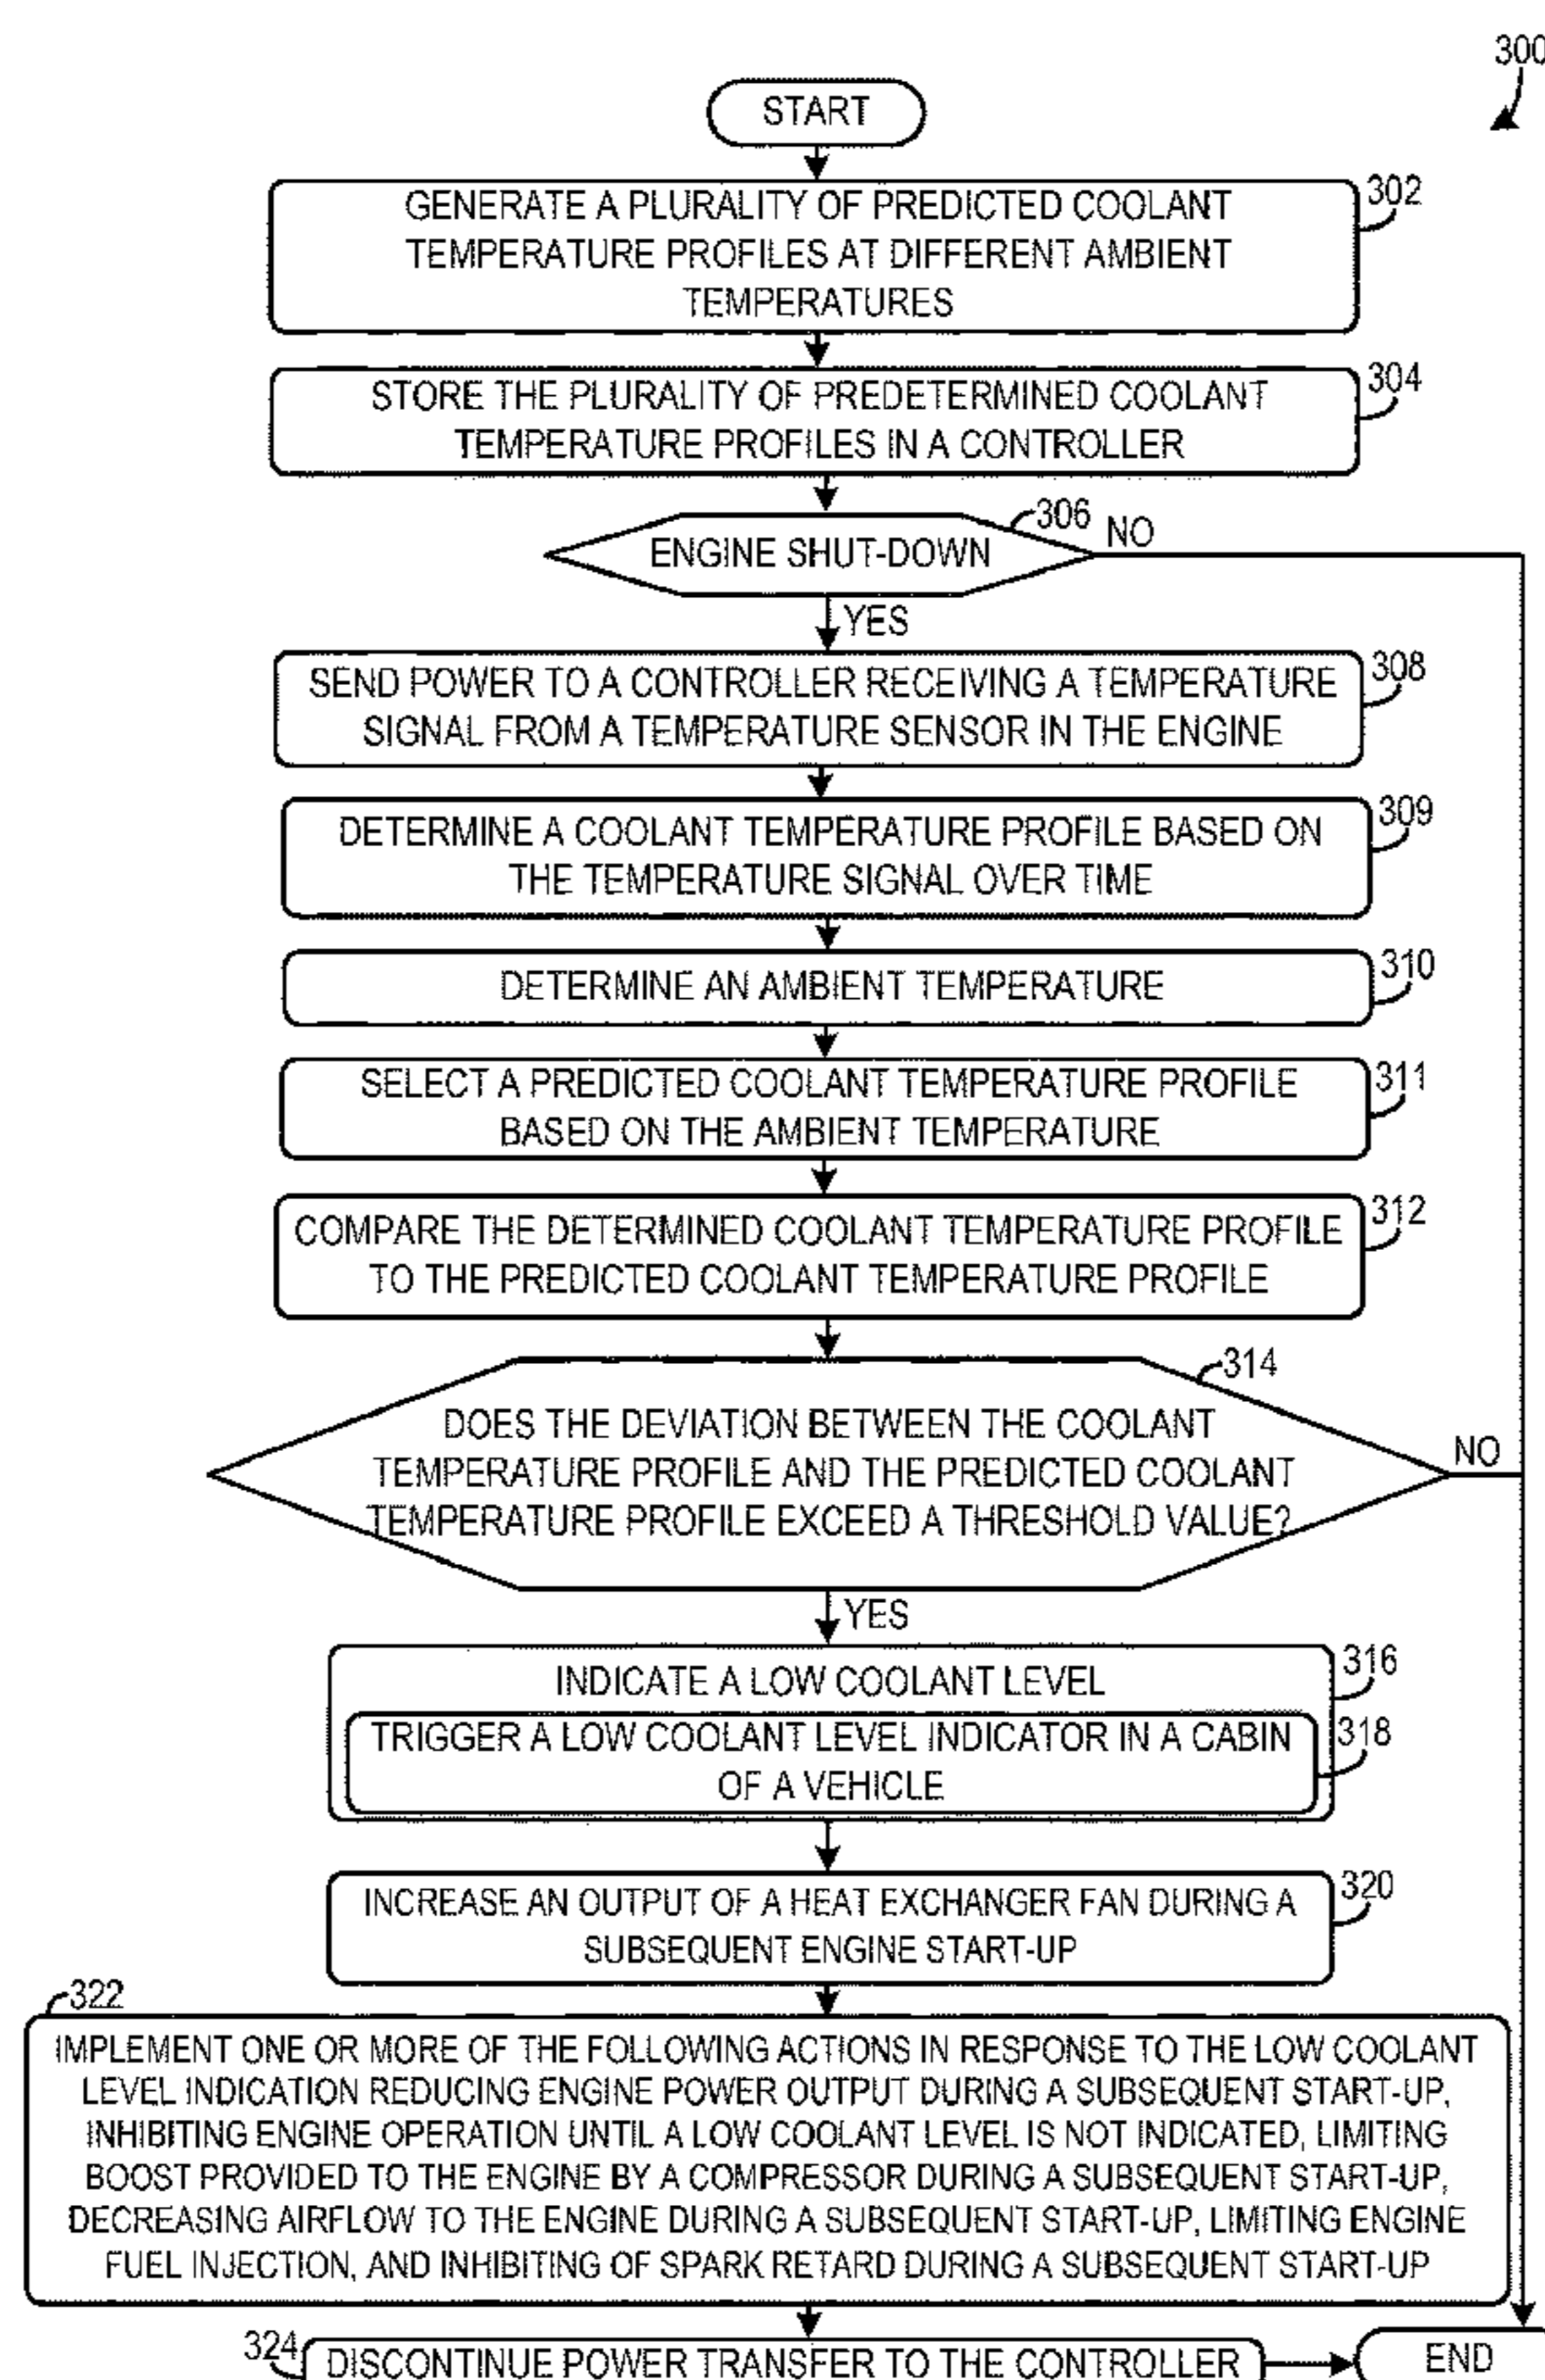 300
START
302
GENERATE A PLURALITY OF PREDICTED COOLANT
TEMPERATURE PROFILES AT DIFFERENT AMBIENT
TEMPERATURES
304
STORE THE PLURALITY OF PREDETERMINED COOLANT
TEMPERATURE PROFILES IN A CONTROLLER
306
ENGINE SHUT-DOWN
NO
YES
308
SEND POWER TO A CONTROLLER RECEIVING A TEMPERATURE
SIGNAL FROM A TEMPERATURE SENSOR IN THE ENGINE
309
DETERMINE A COOLANT TEMPERATURE PROFILE BASED ON
THE TEMPERATURE SIGNAL OVER TIME
310
DETERMINE AN AMBIENT TEMPERATURE
311
SELECT A PREDICTED COOLANT TEMPERATURE PROFILE
BASED ON THE AMBIENT TEMPERATURE
312
COMPARE THE DETERMINED COOLANT TEMPERATURE PROFILE
TO THE PREDICTED COOLANT TEMPERATURE PROFILE
314
DOES THE DEVIATION BETWEEN THE COOLANT
TEMPERATURE PROFILE AND THE PREDICTED COOLANT
TEMPERATURE PROFILE EXCEED A THRESHOLD VALUE?
NO
YES
316
INDICATE A LOW COOLANT LEVEL
318
TRIGGER A LOW COOLANT LEVEL INDICATOR IN A CABIN
OF A VEHICLE
320
INCREASE AN OUTPUT OF A HEAT EXCHANGER FAN DURING A
SUBSEQUENT ENGINE START-UP
322
IMPLEMENT ONE OR MORE OF THE FOLLOWING ACTIONS IN RESPONSE TO THE LOW COOLANT
LEVEL INDICATION REDUCING ENGINE POWER OUTPUT DURING A SUBSEQUENT START-UP,
INHIBITING ENGINE OPERATION UNTIL A LOW COOLANT LEVEL IS NOT INDICATED, LIMITING
BOOST PROVIDED TO THE ENGINE BY A COMPRESSOR DURING A SUBSEQUENT START-UP,
DECREASING AIRFLOW TO THE ENGINE DURING A SUBSEQUENT START-UP, LIMITING ENGINE
FUEL INJECTION, AND INHIBITING OF SPARK RETARD DURING A SUBSEQUENT START-UP
324
DISCONTINUE POWER TRANSFER TO THE CONTROLLER
END